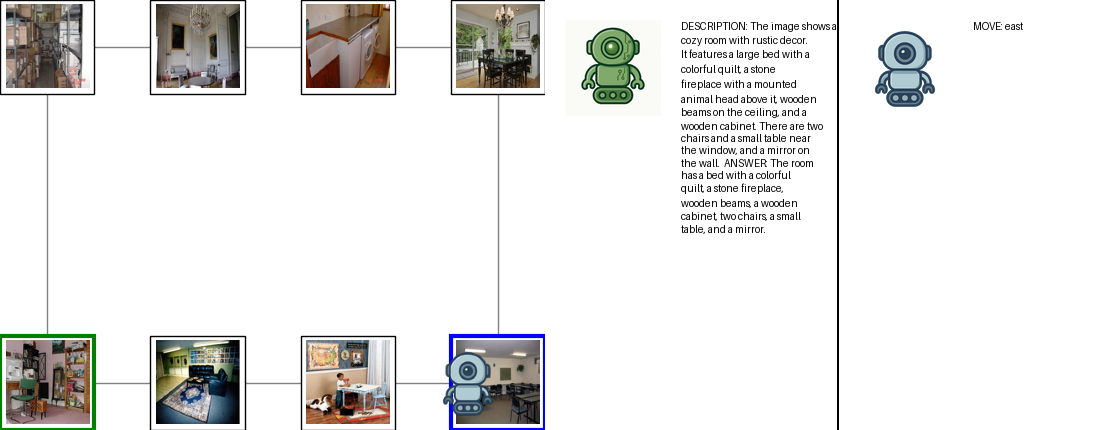 DESCRIPTION: The image shows a
cozy room with rustic decor.
It features a large bed with a
colorful quilt, a stone
fireplace with a mounted
animal head above it, wooden
beams on the ceiling, and a
wooden cabinet. There are two
chairs and a small table near
the window, and a mirror on
the wall. ANSWER: The room
has a bed with a colorful
quilt, a stone fireplace,
wooden beams, a wooden
cabinet, two chairs, a small
table, and a mirror.
MOVE: east